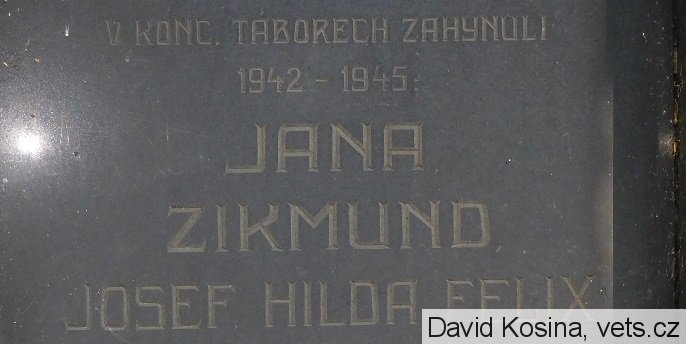 V KONC. TÁBORECH ZAHYNULI
1942 - 1945:
JANA
ZIKMUND,
JOSEF, HILDA FELIX
David Kosina, vets.cz